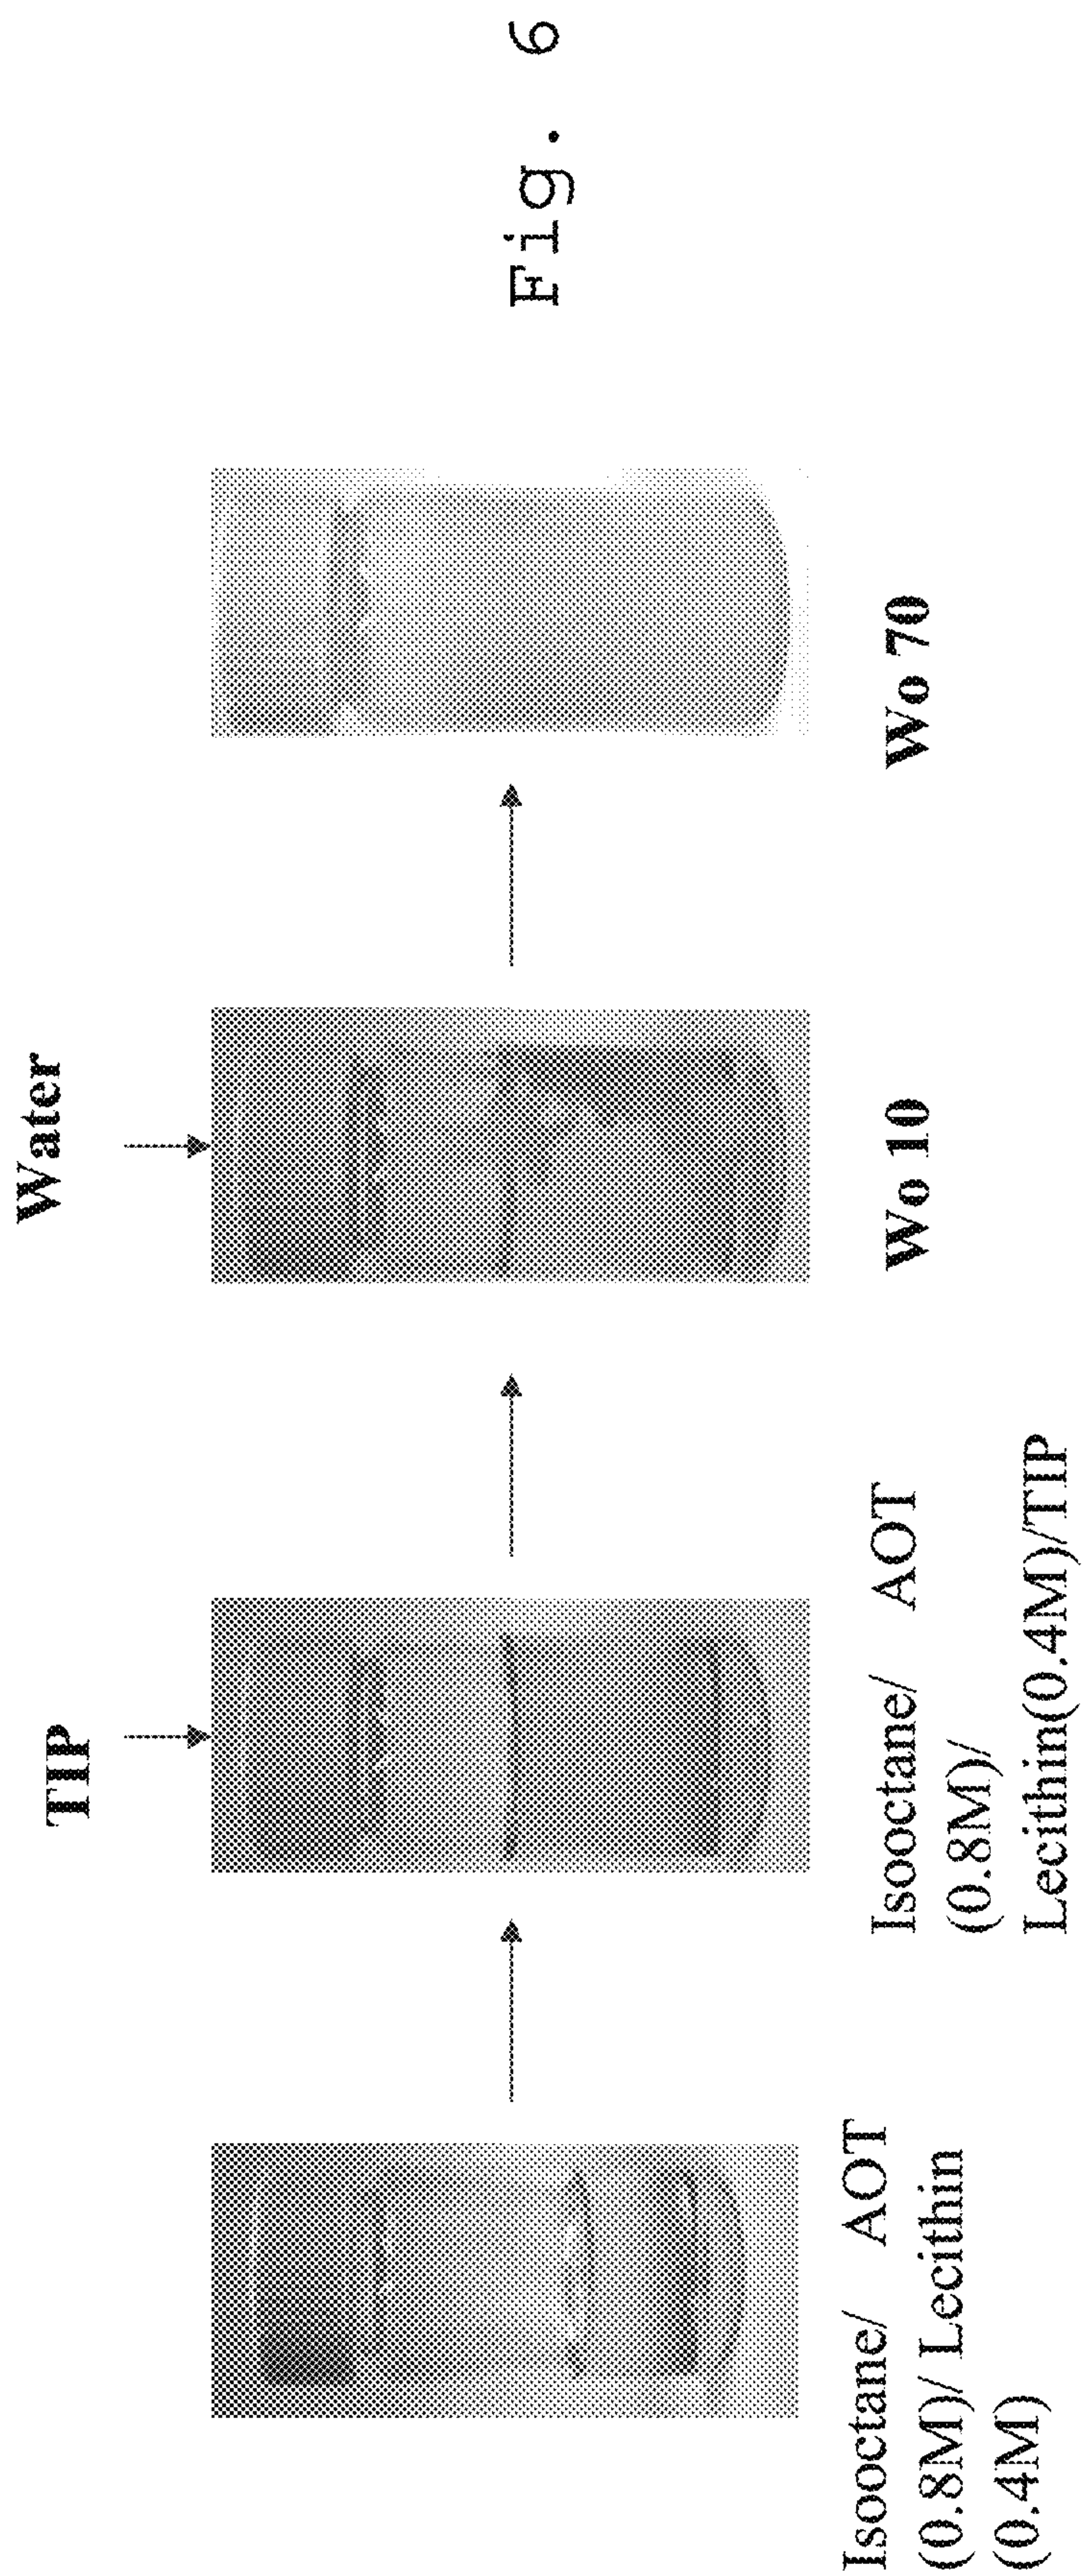 TIP
Water
Isooctane/ AOT
(0.8M)/ Lecithin
(0.4M)
Isooctane/ AOT
(0.8M)/
Lecithin(0.4M)/TIP
Wo 10
Wo 70
Fig. 6